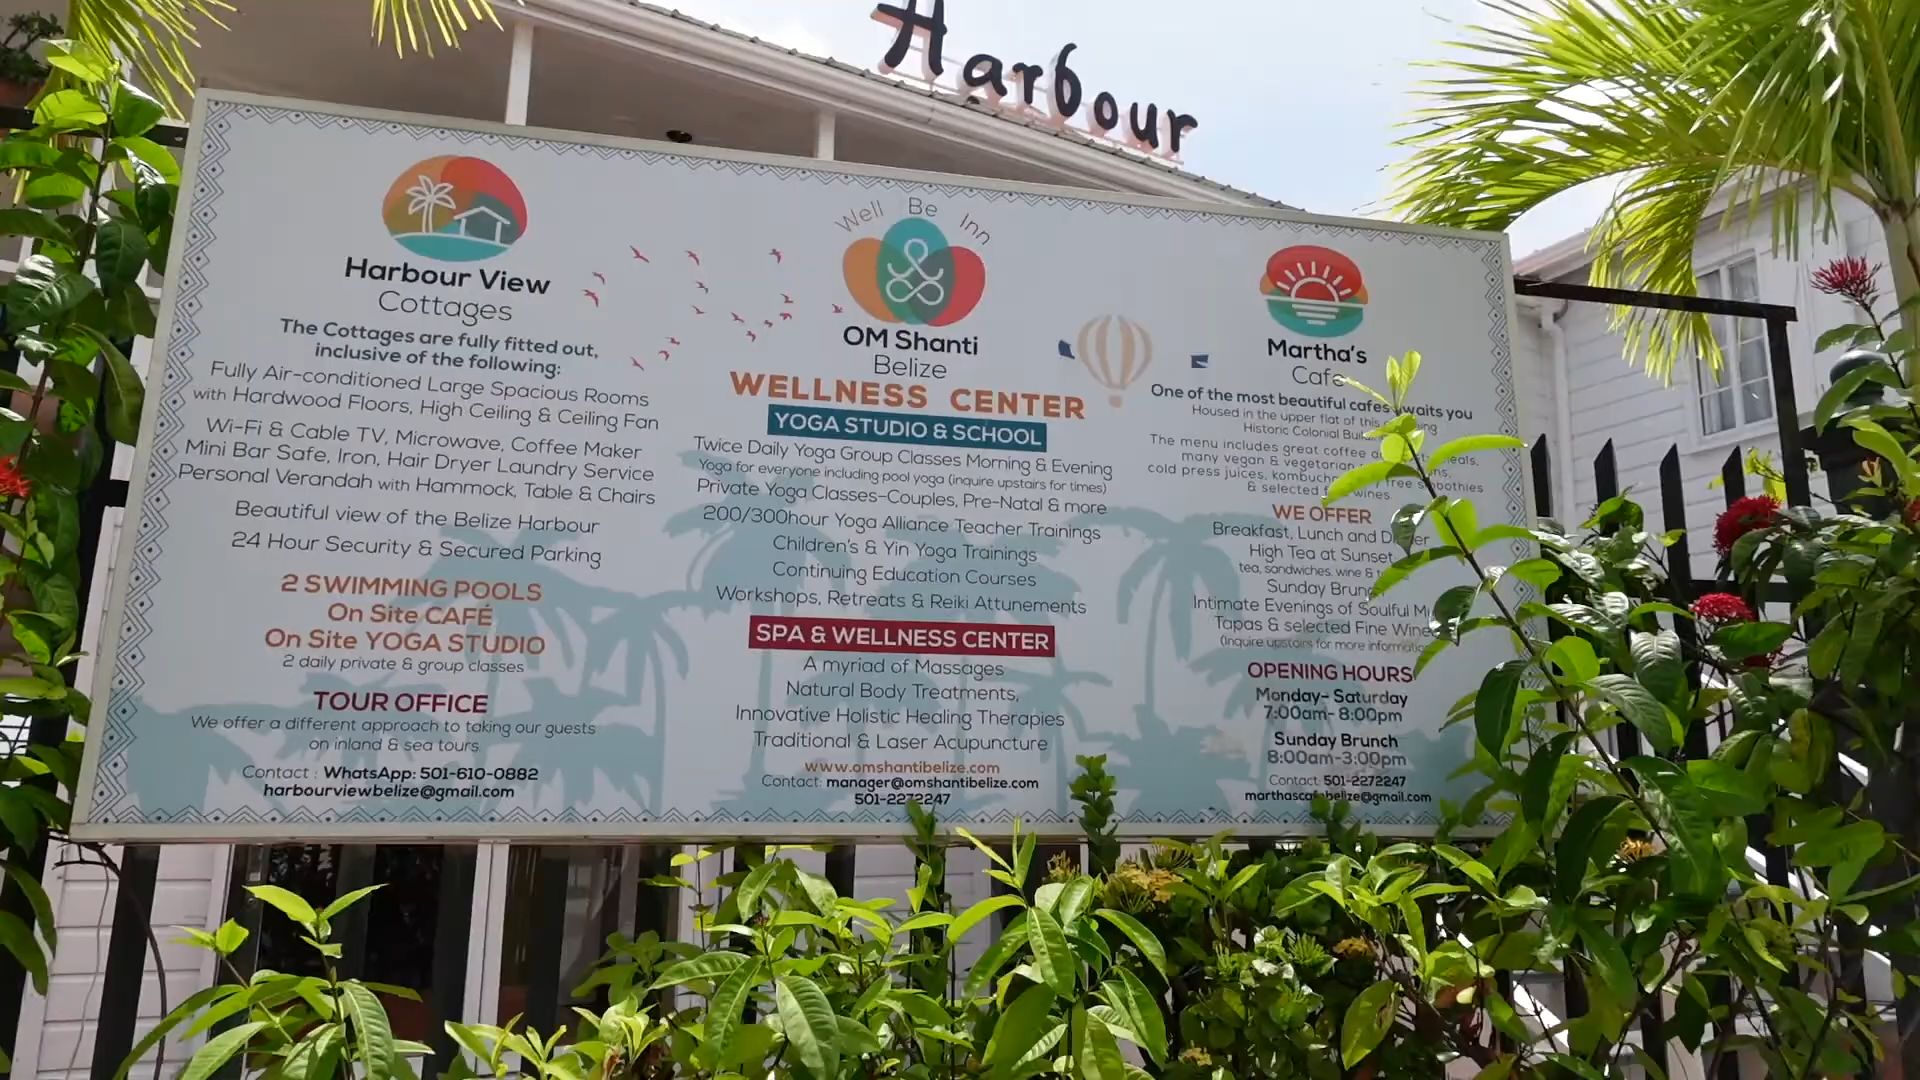 Harbour
Harbour View
Cottages
The Cottages are fully fitted out,
inclusive of the following:
Fully Air-conditioned Large Spacious Rooms
with Hardwood Floors, High Ceiling & Ceiling Fan
Wi-Fi & Cable TV, Microwave, Coffee Maker
Mini Bar Safe, Iron, Hair Dryer Laundry Service
Personal Verandah with Hammock, Table & Chairs
Beautiful view of the Belize Harbour
24 Hour Security & Secured Parking
2 SWIMMING POOLS
On Site CAFÉ
On Site YOGA STUDIO
2 daily private & group classes
TOUR OFFICE
We offer a different approach to taking our guests
on inland & sea tours.
Contact : WhatsApp: 501-610-0882
harbourviewbelize@gmail.com
Well Be Inn
OM Shanti
Belize
WELLNESS CENTER
YOGA STUDIO & SCHOOL
Twice Daily Yoga Group Classes Morning & Evening
Yoga for everyone including pool yoga (inquire upstairs for times)
Private Yoga Classes-Couples, Pre-Natal & more
200/300hour Yoga Alliance Teacher Trainings
Children's & Yin Yoga Trainings
Continuing Education Courses
Workshops, Retreats & Reiki Attunements
SPA & WELLNESS CENTER
A myriad of Massages
Natural Body Treatments,
Innovative Holistic Healing Therapies
Traditional & Laser Acupuncture
www.omshantibelize.com
Contact: manager@omshantibelize.com
501-2272247
Martha's
Cafe
One of the most beautiful cafes awaits you
Housed in the upper flat of this
Historic Colonial
The menu includes great coffee
many vegan & vegetarian
cold press juices, free smoothies
& selected wines.
WE OFFER
Breakfast, Lunch and Dinner
High Tea at Sunset
tea, sandwiches, wine &
Sunday Brunch
Intimate Evenings of Soulful
Tapas & selected Fine Wine
(Inquire upstairs for more information
OPENING HOURS
Monday- Saturday
7:00am- 8:00pm
Sunday Brunch
8:00am-3:00pm
Contact: 501-2272247
marthascafebelize@gmail.com